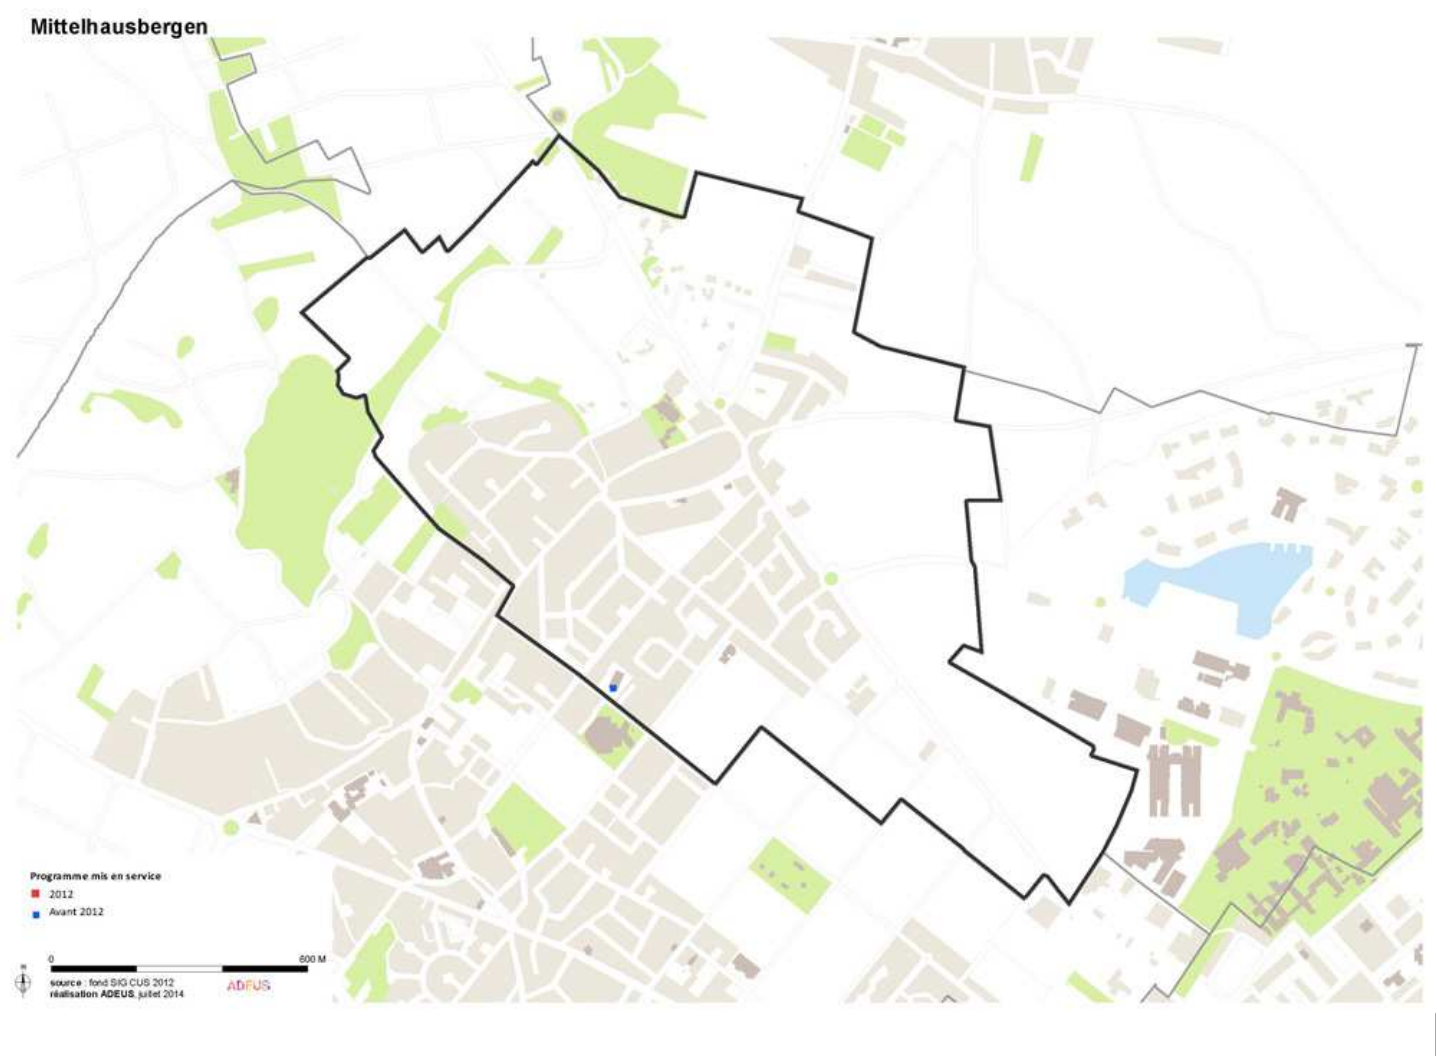 Mittelhausbergen
Programme mis en service
2012
Avant 2012
0 600 M
N
source : fond SIG CUS 2012
réalisation ADEUS, juillet 2014
ADEUS